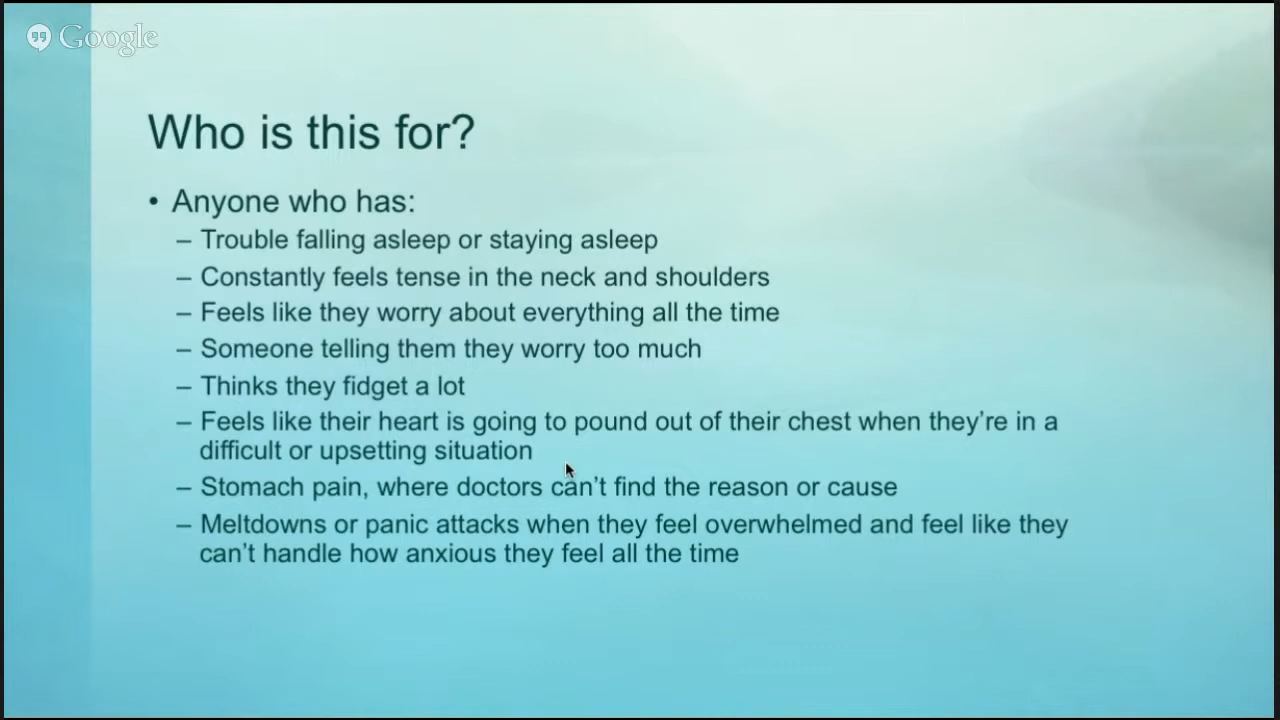 Google
Who is this for?
• Anyone who has:
– Trouble falling asleep or staying asleep
– Constantly feels tense in the neck and shoulders
– Feels like they worry about everything all the time
– Someone telling them they worry too much
– Thinks they fidget a lot
– Feels like their heart is going to pound out of their chest when they’re in a
difficult or upsetting situation
– Stomach pain, where doctors can’t find the reason or cause
– Meltdowns or panic attacks when they feel overwhelmed and feel like they
can’t handle how anxious they feel all the time